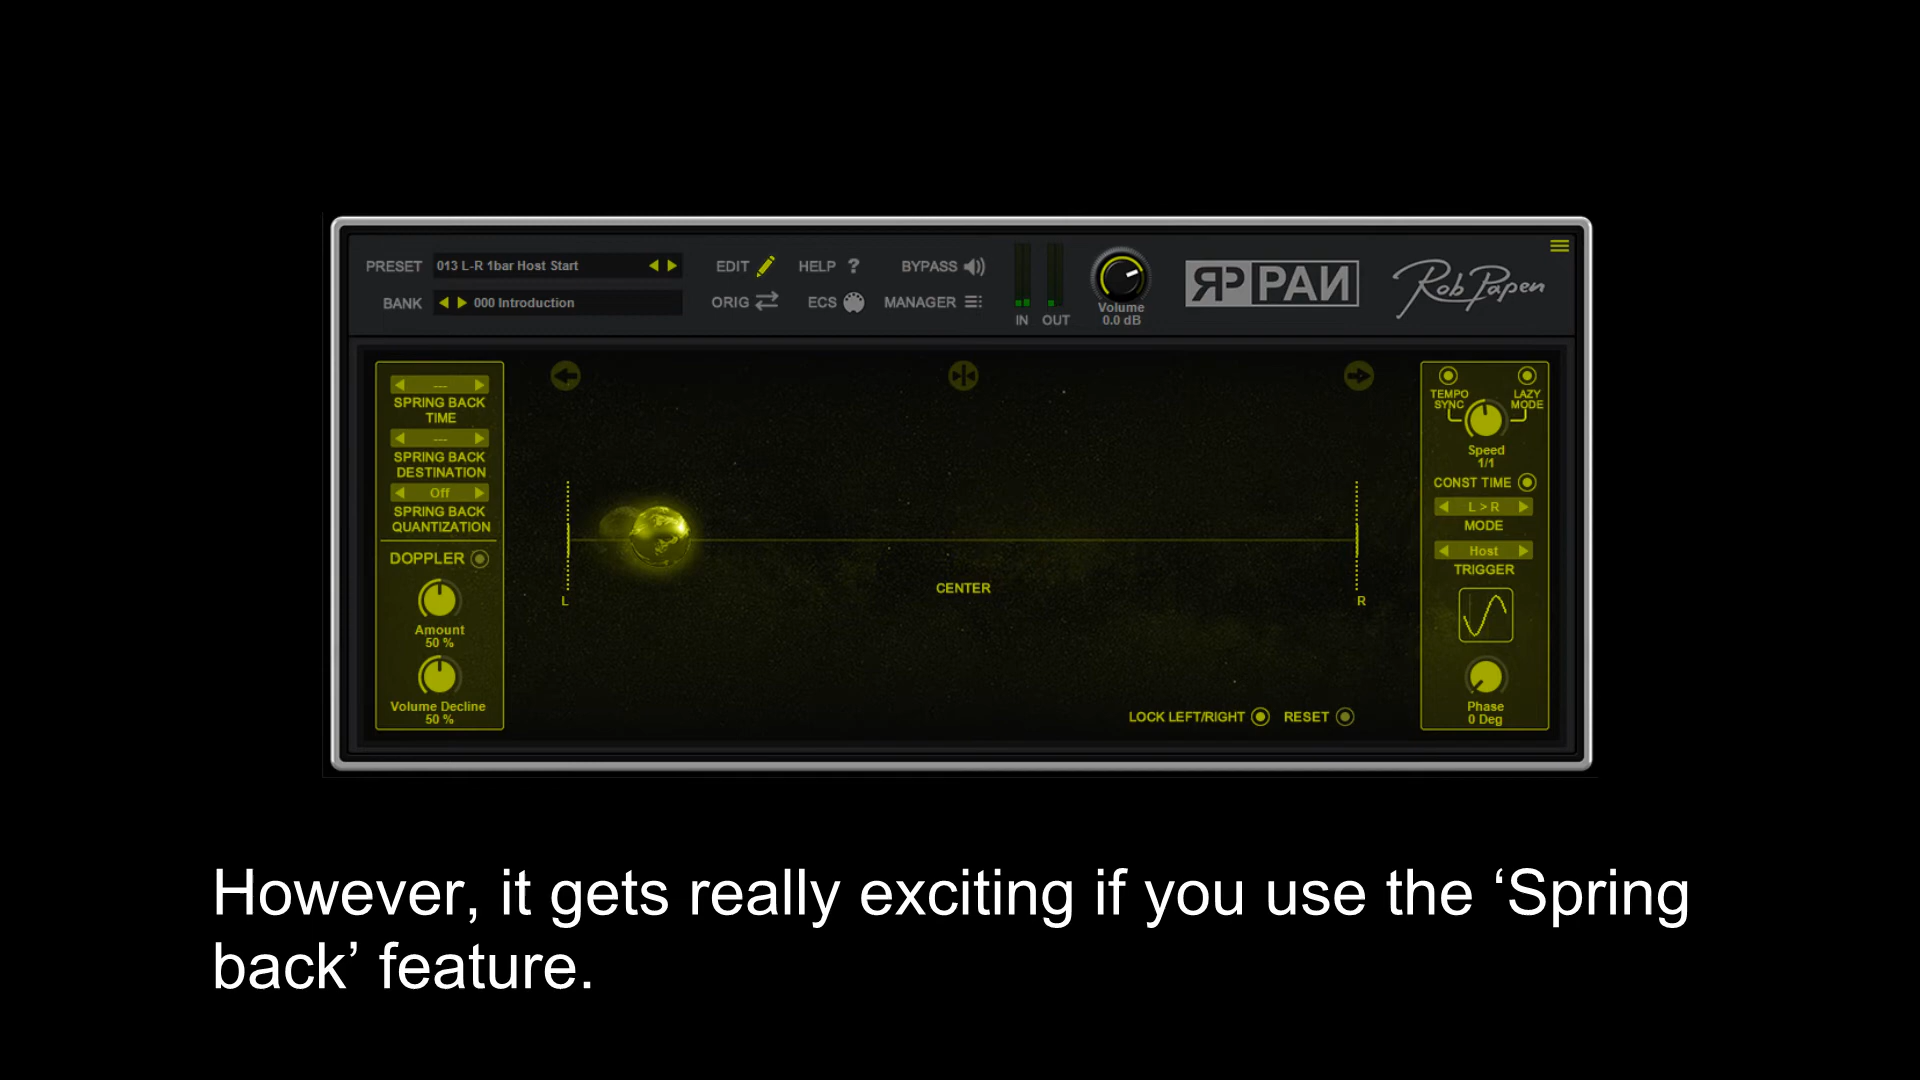 PRESET 013 L-R 1bar Host Start
EDIT HELP ? BYPASS
BANK 000 Introduction
ORIG ECS MANAGER
IN OUT
Volume
0.0 dB
RP PAN
Rob Papen
---
SPRING BACK
TIME
---
SPRING BACK
DESTINATION
Off
SPRING BACK
QUANTIZATION
DOPPLER
Amount
50 %
Volume Decline
50 %
L
CENTER
R
LOCK LEFT/RIGHT RESET
TEMPO
SYNC
LAZY
MODE
Speed
1/1
CONST TIME
L > R
MODE
Host
TRIGGER
Phase
0 Deg
However, it gets really exciting if you use the ‘Spring
back’ feature.